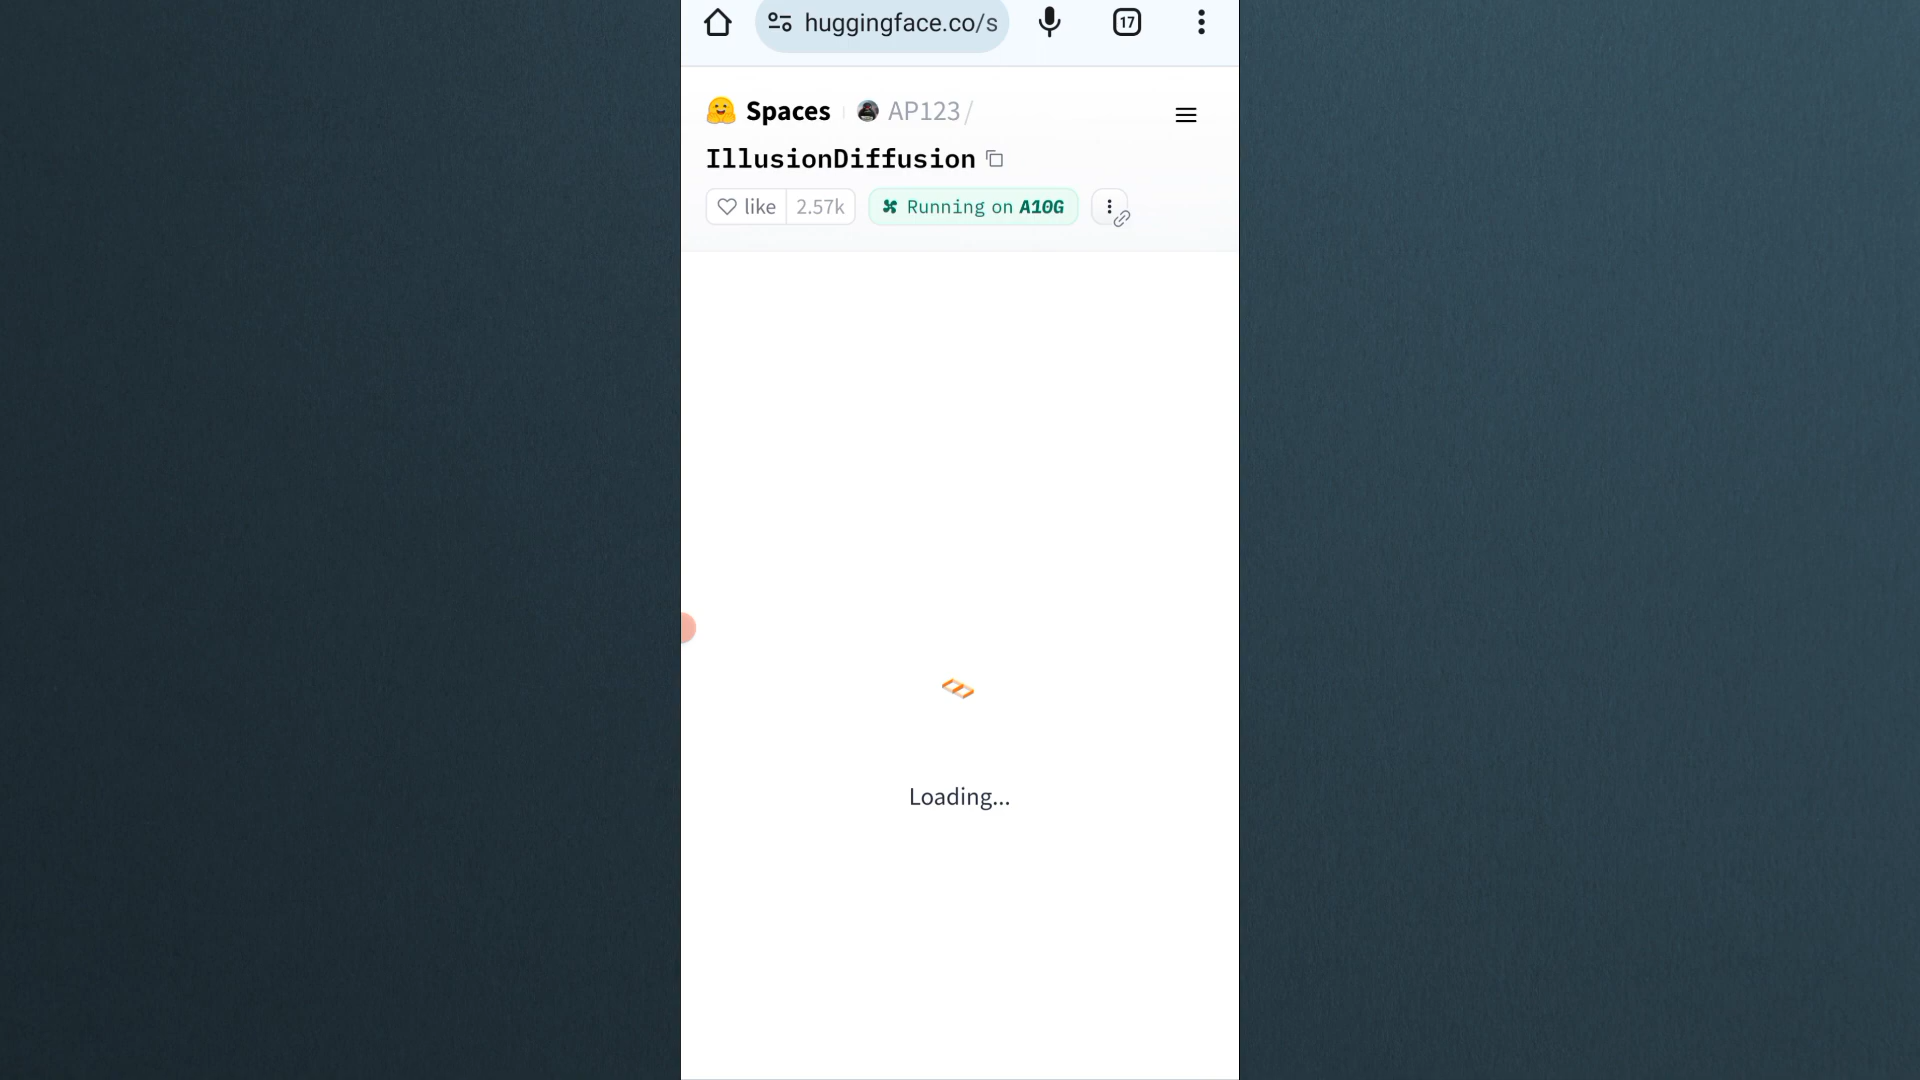 huggingface.co/s 17
Spaces AP123/
IllusionDiffusion
like 2.57k Running on A10G
Loading...